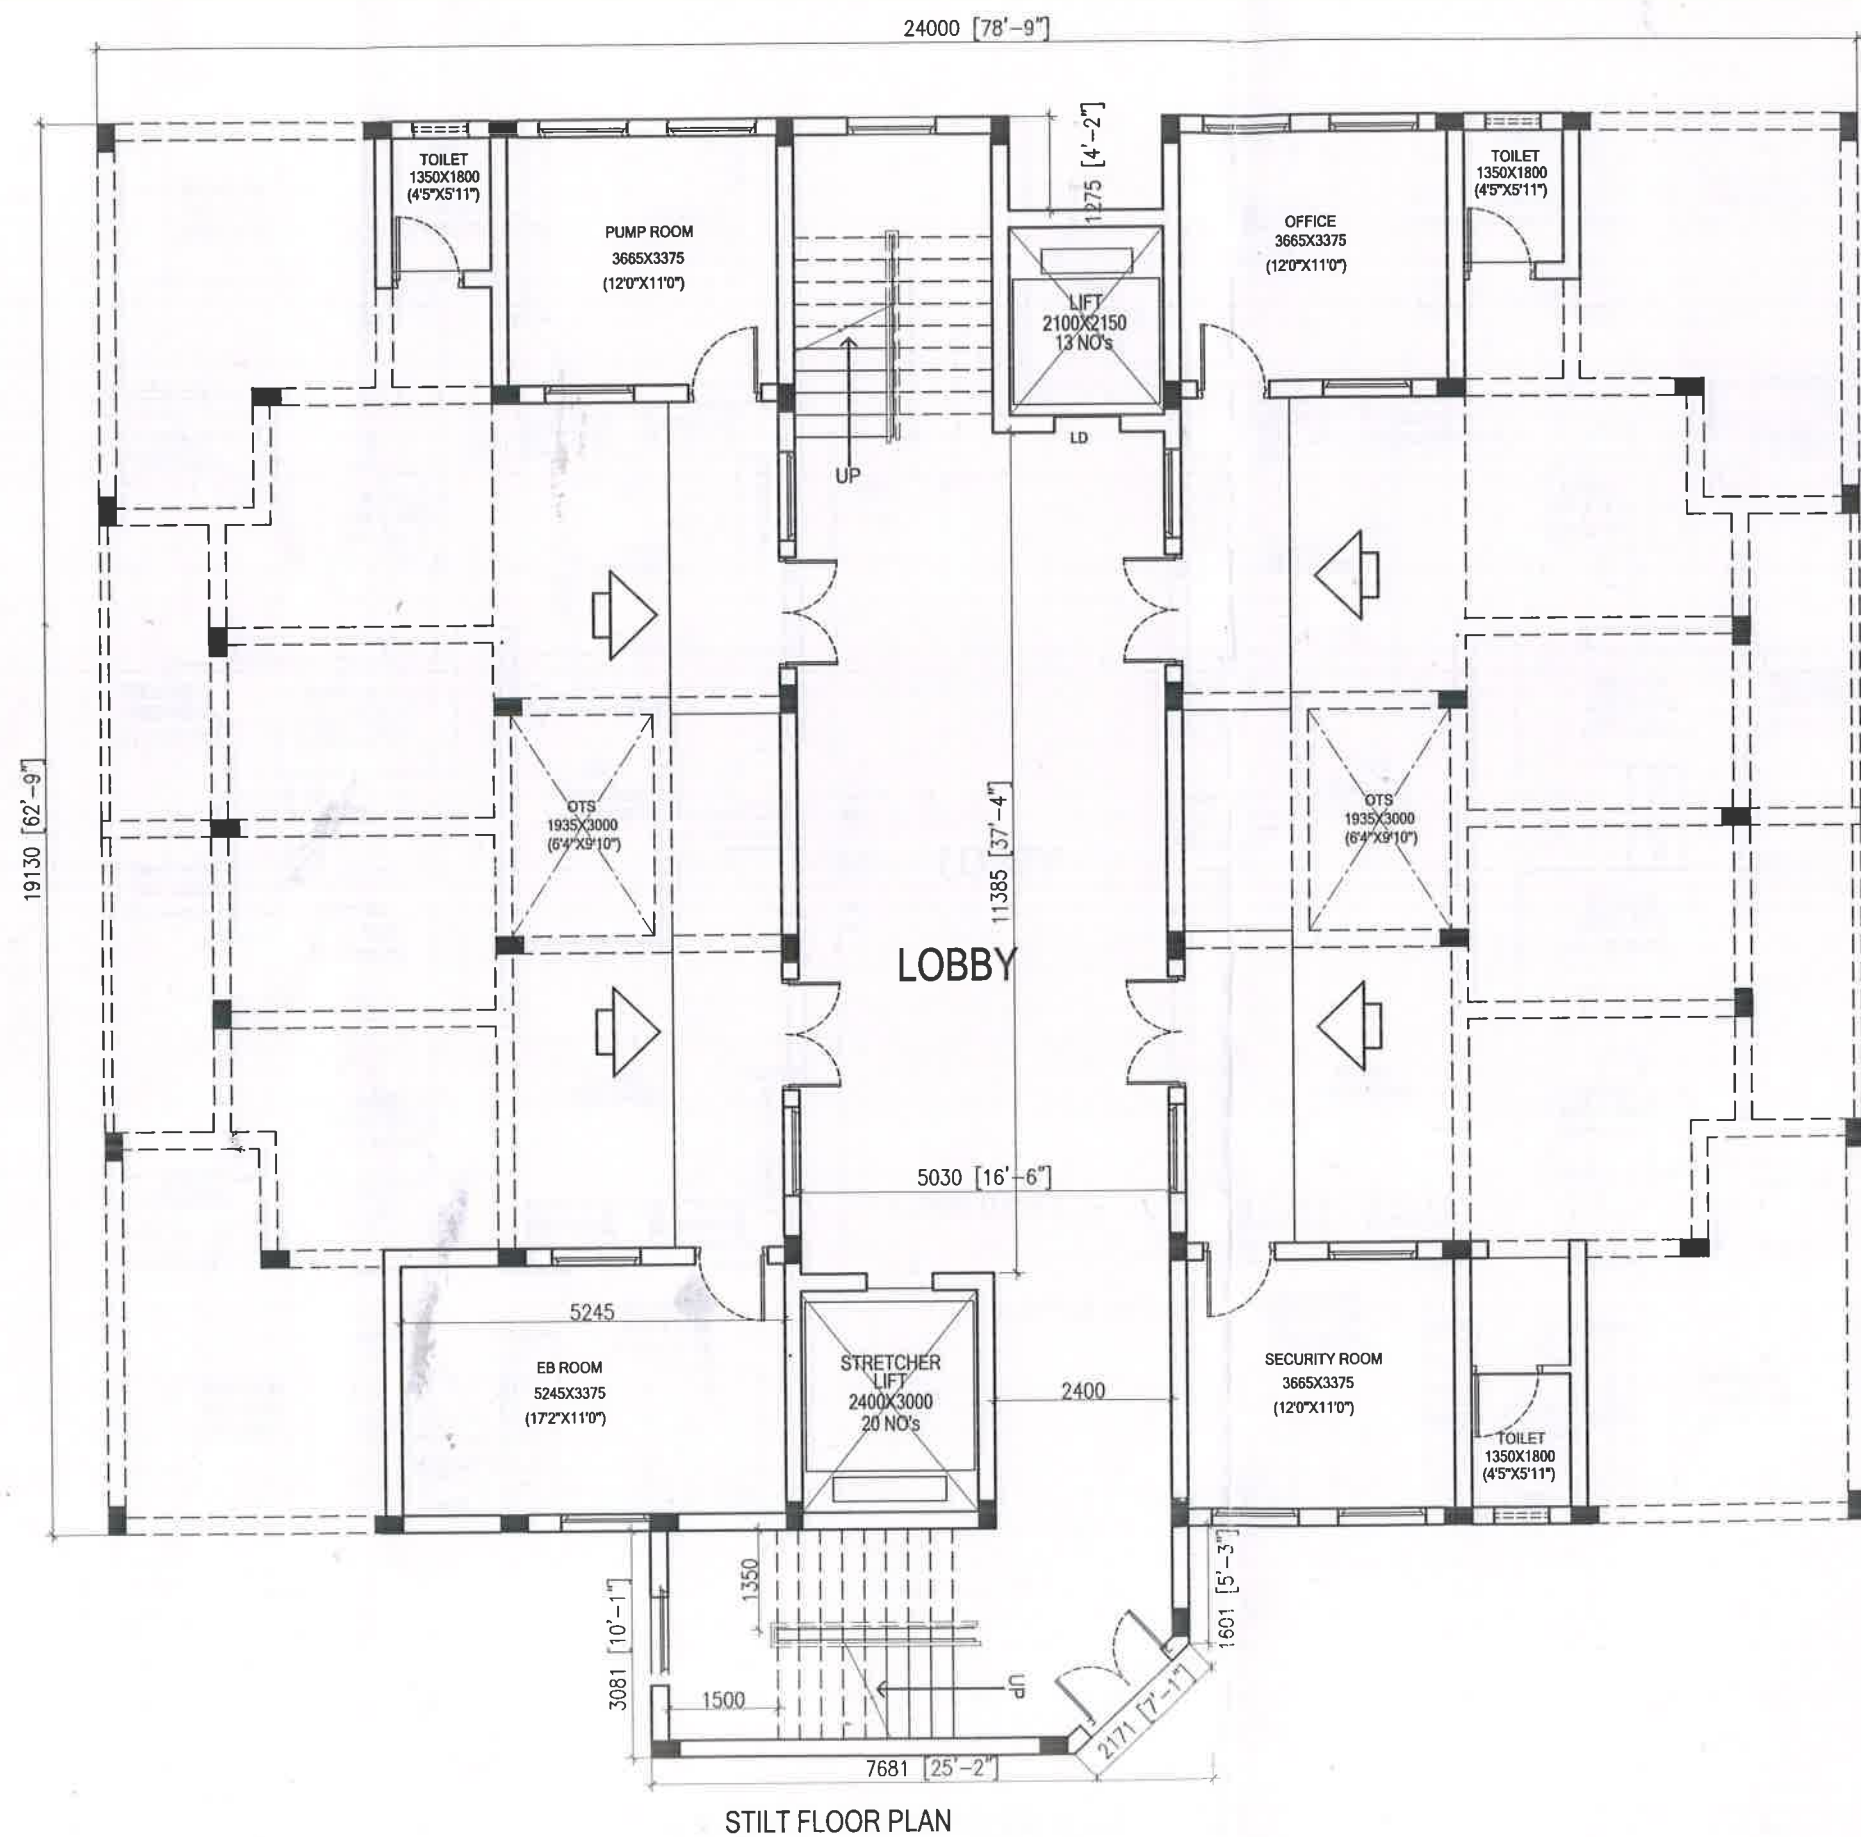 24000 [78'-9"]
TOILET
1350X1800
(4'5"X5'11")
PUMP ROOM
3665X3375
(12'0"X11'0")
1275 [4'-2"]
OFFICE
3665X3375
(12'0"X11'0")
TOILET
1350X1800
(4'5"X5'11")
LIFT
2100X2150
13 NO's
LD
UP
19130 [62'-9"]
OTS
1935X3000
(6'4"X9'10")
11385 [37'-4"]
OTS
1935X3000
(6'4"X9'10")
LOBBY
5030 [16'-6"]
5245
EB ROOM
5245X3375
(17'2"X11'0")
STRETCHER
LIFT
2400X3000
20 NO's
2400
SECURITY ROOM
3665X3375
(12'0"X11'0")
TOILET
1350X1800
(4'5"X5'11")
1350
3081 [10'-1"]
1500
UP
1601 [5'-3"]
2171 [7'-1"]
7681 [25'-2"]
STILT FLOOR PLAN